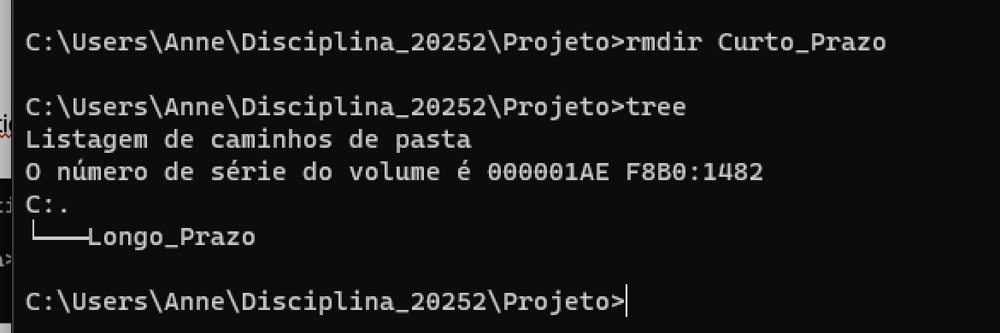 C:\Users\Anne\Disciplina_20252\Projeto>rmdir Curto_Prazo
C:\Users\Anne\Disciplina_20252\Projeto>tree
Listagem de caminhos de pasta
O número de série do volume é 000001AE F8B0:1482
C:.
└───Longo_Prazo
C:\Users\Anne\Disciplina_20252\Projeto>